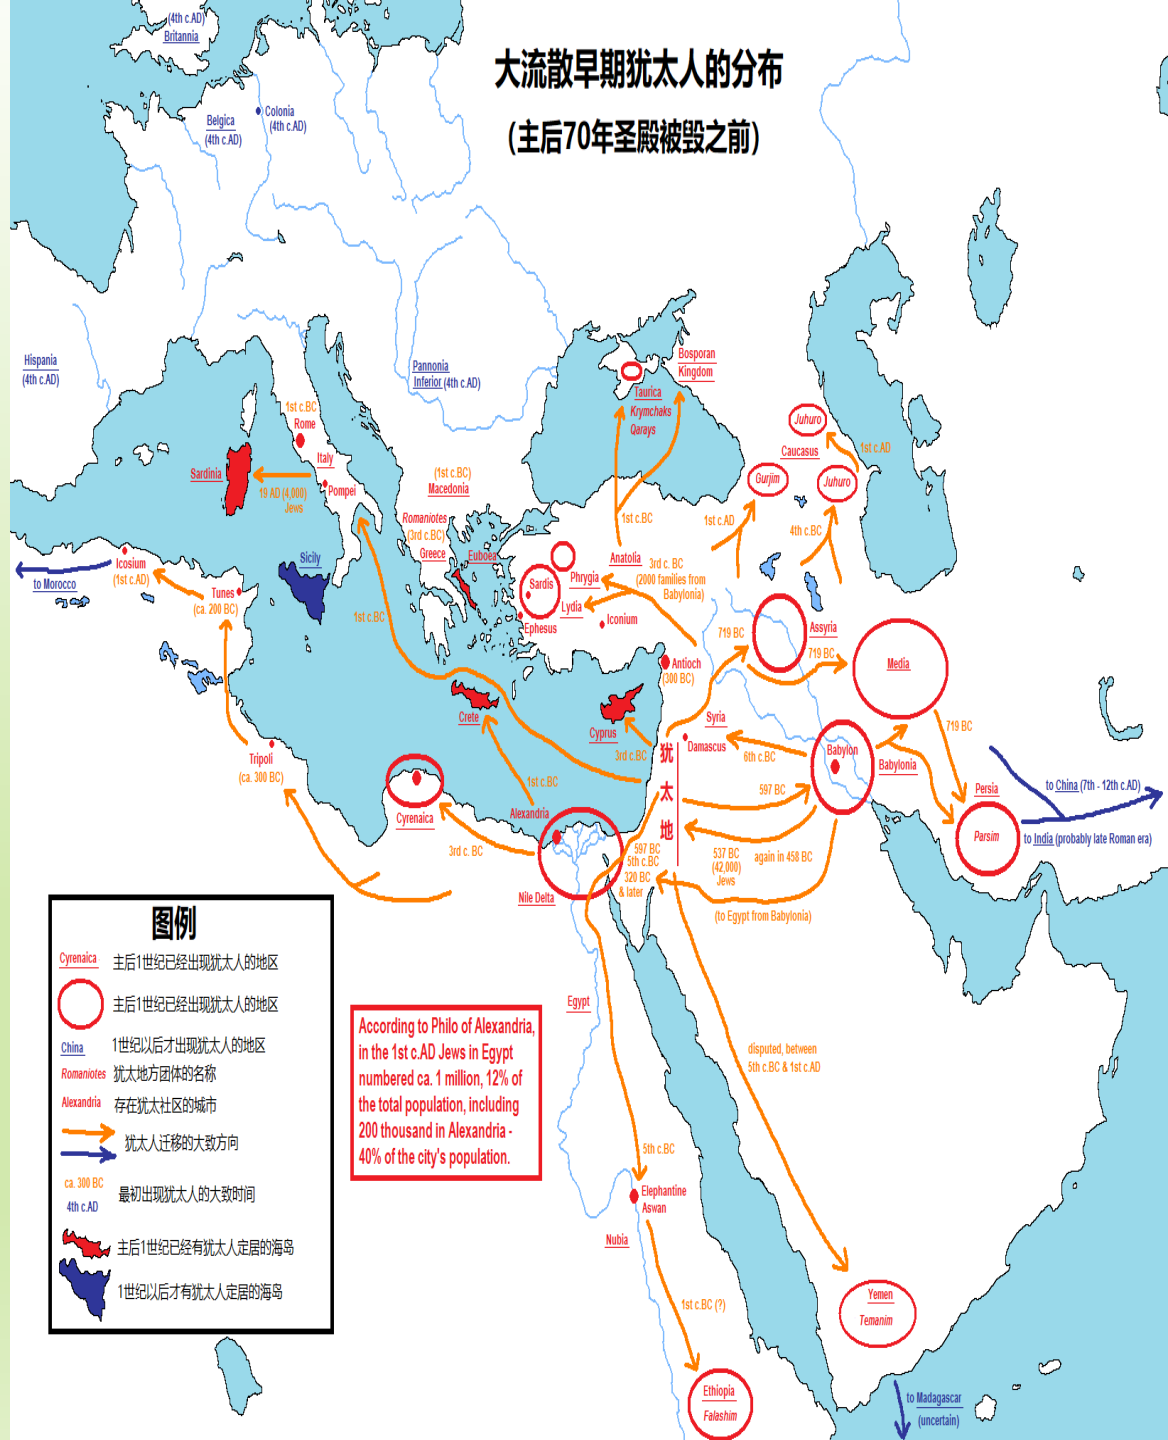 大流散早期犹太人的分布
(主后70年圣殿被毁之前)
(4th c.AD)
Britannia
Belgica
(4th c.AD)
Colonia
(4th c.AD)
Hispania
(4th c.AD)
Pannonia
Inferior (4th c.AD)
Bosporan
Kingdom
Taurica
Krymchaks
Qarays
Juhuro
Caucasus
1st c.AD
Gurjim
Juhuro
1st c.BC
Rome
Italy
Sardinia
19 AD (4,000)
Jews
Pompei
(1st c.BC)
Macedonia
Romaniotes
(3rd c.BC)
Greece
Euboea
1st c.BC
1st c.AD
4th c.BC
Anatolia
3rd c. BC
(2000 families from
Babylonia)
Phrygia
Sardis
Lydia
Ephesus
Iconium
Icosium
(1st c.AD)
to Morocco
Tunes
(ca. 200 BC)
Sicily
1st c.BC
719 BC
Assyria
719 BC
Media
Antioch
(300 BC)
Syria
Damascus
Crete
Cyprus
3rd c.BC
719 BC
6th c.BC
Babylon
Babylonia
犹
太
地
Tripoli
(ca. 300 BC)
1st c.BC
597 BC
Persia
Parsim
to China (7th - 12th c.AD)
to India (probably late Roman era)
Cyrenaica
Alexandria
3rd c. BC
597 BC
5th c.BC
320 BC
& later
537 BC
(42,000)
Jews
again in 458 BC
Nile Delta
(to Egypt from Babylonia)
Egypt
图例
Cyrenaica 主后1世纪已经出现犹太人的地区
主后1世纪已经出现犹太人的地区
China 1世纪以后才出现犹太人的地区
Romaniotes 犹太地方团体的名称
Alexandria 存在犹太社区的城市
犹太人迁移的大致方向
ca. 300 BC
4th c.AD
最初出现犹太人的大致时间
主后1世纪已经有犹太人定居的海岛
1世纪以后才有犹太人定居的海岛
According to Philo of Alexandria,
in the 1st c.AD Jews in Egypt
numbered ca. 1 million, 12% of
the total population, including
200 thousand in Alexandria -
40% of the city's population.
disputed, between
5th c.BC & 1st c.AD
5th c.BC
Elephantine
Aswan
Nubia
1st c.BC (?)
Yemen
Temanim
Ethiopia
Falashim
to Madagascar
(uncertain)